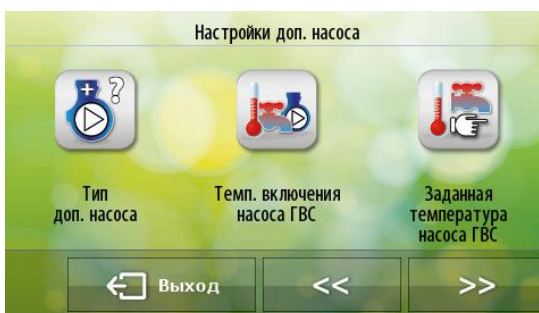 Настройки доп. насоса
Тип
доп. насоса
Темп. включения
насоса ГВС
Заданная
температура
насоса ГВС
Выход
<<
>>